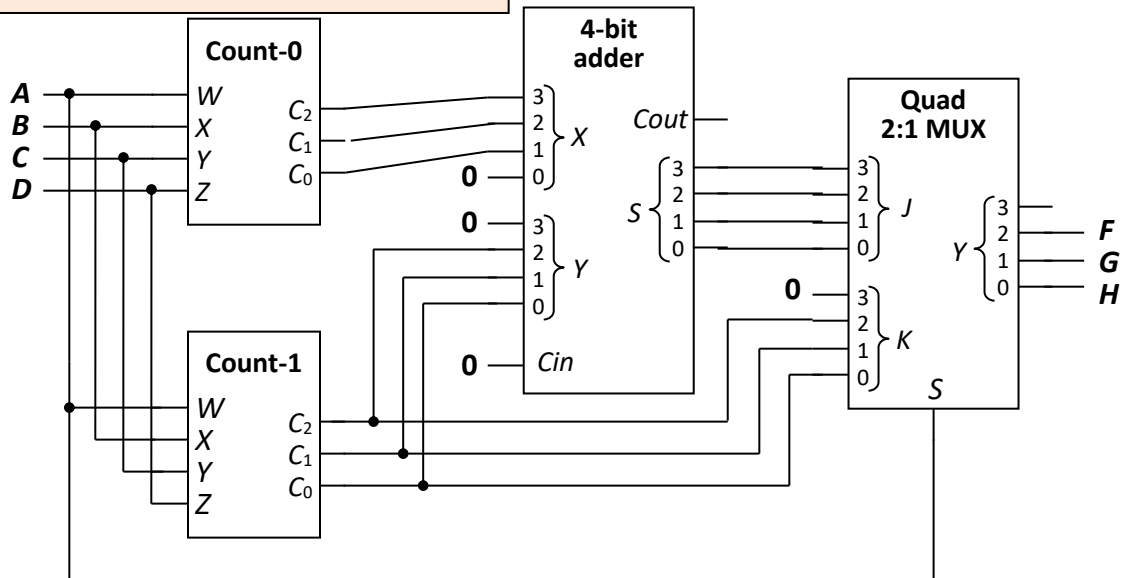 Count-0
A
B
C
D
W
X
Y
Z
C2
C1
C0
4-bit
adder
3
2
1
0
X
0
0
3
2
1
0
Y
0
Cin
Cout
S
3
2
1
0
Quad
2:1 MUX
3
2
1
0
J
0
3
2
1
0
K
S
Y
3
2
1
0
F
G
H
Count-1
W
X
Y
Z
C2
C1
C0